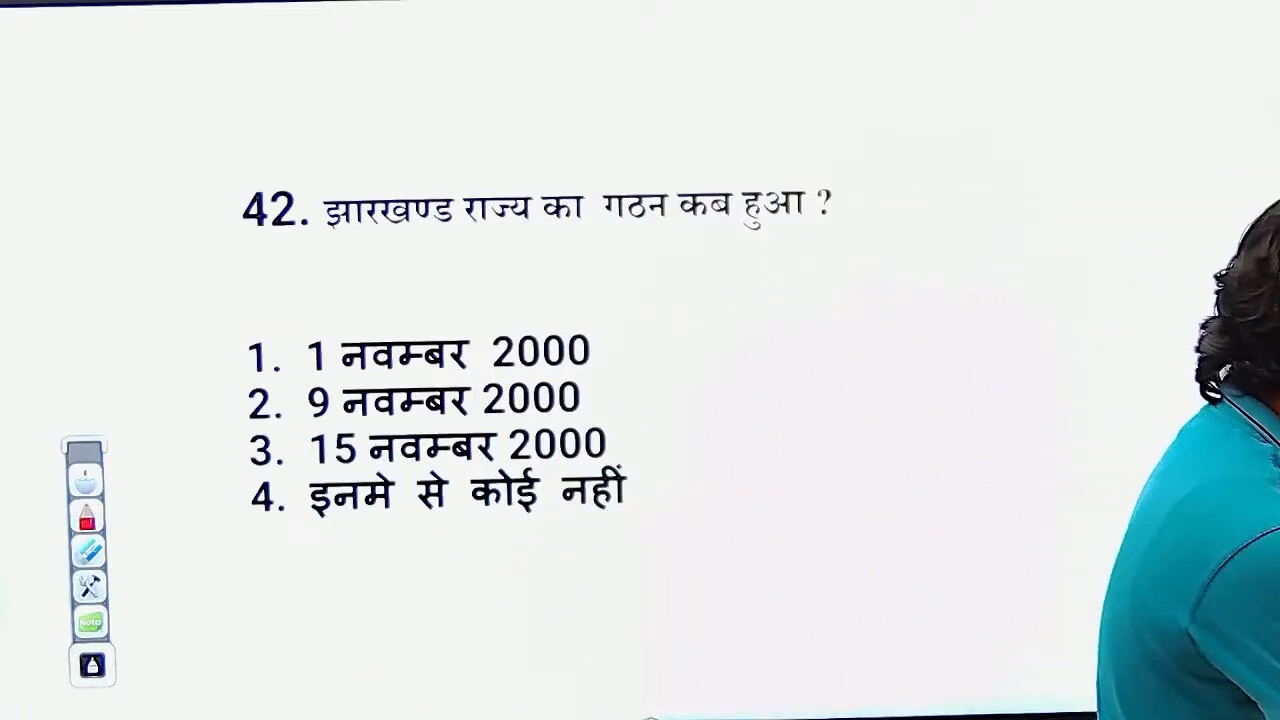 42. झारखण्ड राज्य का गठन कब हुआ ?
1. 1 नवम्बर 2000
2. 9 नवम्बर 2000
3. 15 नवम्बर 2000
4. इनमे से कोई नहीं
Note